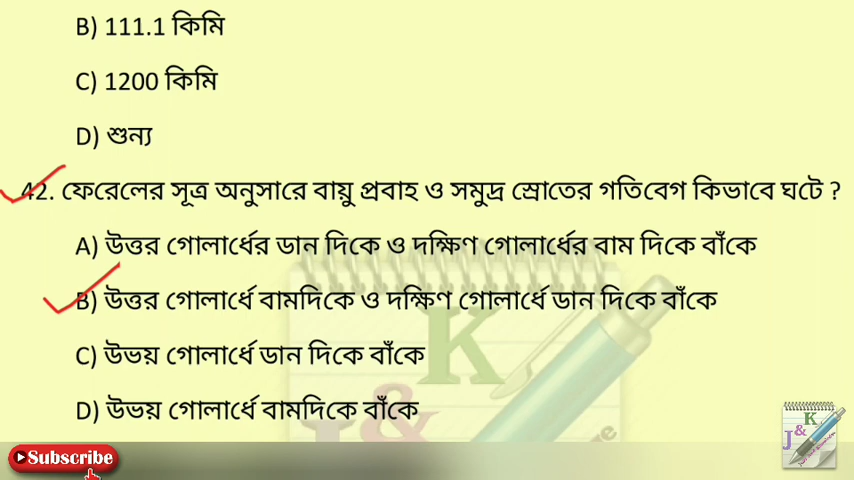 B) 111.1 কিমি
C) 1200 কিমি
D) শুন্য
42. ফেরেলের সূত্র অনুসারে বায়ু প্রবাহ ও সমুদ্র স্রোতের গতিবেগ কিভাবে ঘটে ?
A) উত্তর গোলার্ধের ডান দিকে ও দক্ষিণ গোলার্ধের বাম দিকে বাঁকে
B) উত্তর গোলার্ধে বামদিকে ও দক্ষিণ গোলার্ধে ডান দিকে বাঁকে
C) উভয় গোলার্ধে ডান দিকে বাঁকে
D) উভয় গোলার্ধে বামদিকে বাঁকে
J&K
J&K
Subscribe